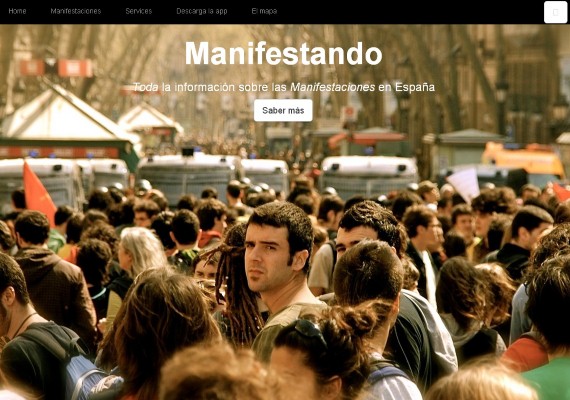 Home Manifestaciones Services Descarga la app El mapa
Manifestando
Toda la información sobre las Manifestaciones en España
Saber más